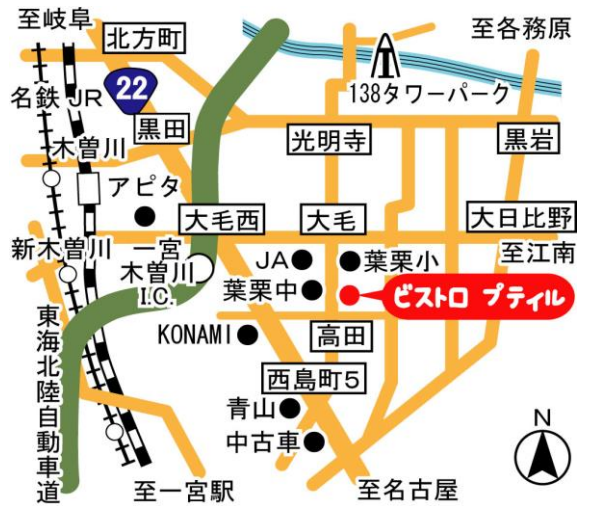 至岐阜
北方町
至各務原
名鉄 JR
22
138タワーパーク
黒田
光明寺
黒岩
木曽川
アピタ
大毛西
大毛
大日比野
新木曽川
一宮
木曽川
I.C.
JA
葉栗小
至江南
葉栗中
ビストロ プティル
東海北陸自動車道
KONAMI
高田
西島町5
青山
中古車
N
至一宮駅
至名古屋